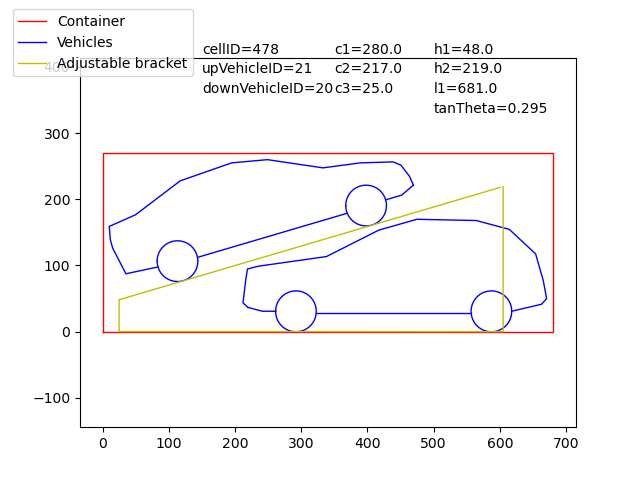 Container
Vehicles
Adjustable bracket
cellID=478
upVehicleID=21
downVehicleID=20
c1=280.0
c2=217.0
c3=25.0
h1=48.0
h2=219.0
l1=681.0
tanTheta=0.295
400
300
200
100
0
−100
0 100 200 300 400 500 600 700